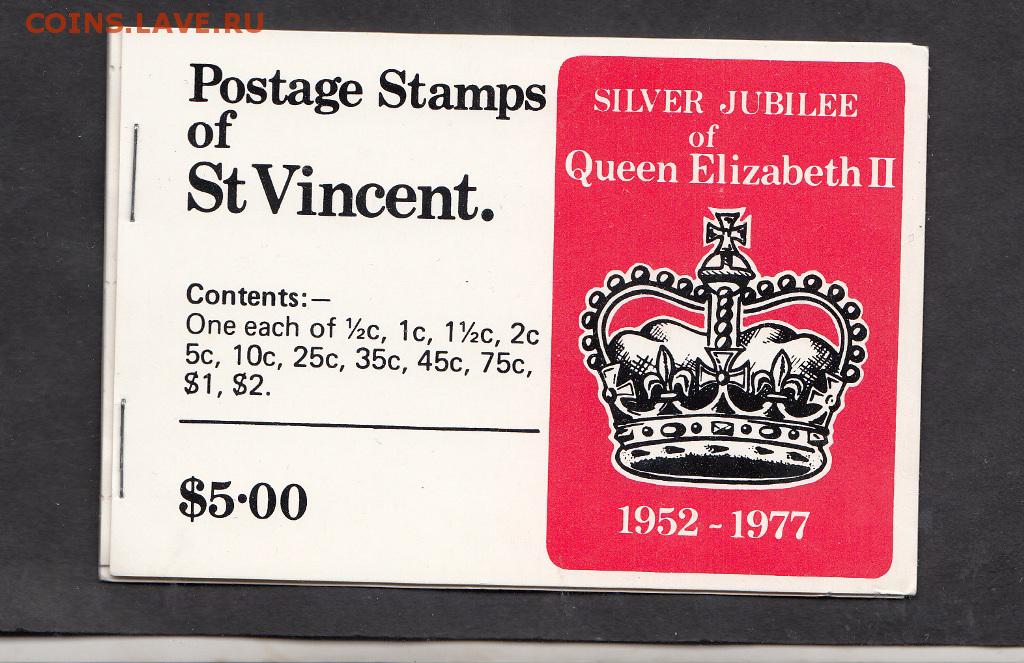 COINS.LAVE.RU
Postage Stamps
of
St Vincent.
Contents:—
One each of ½c, 1c, 1½c, 2c
5c, 10c, 25c, 35c, 45c, 75c,
$1, $2.
$5·00
SILVER JUBILEE
of
Queen Elizabeth II
1952 - 1977